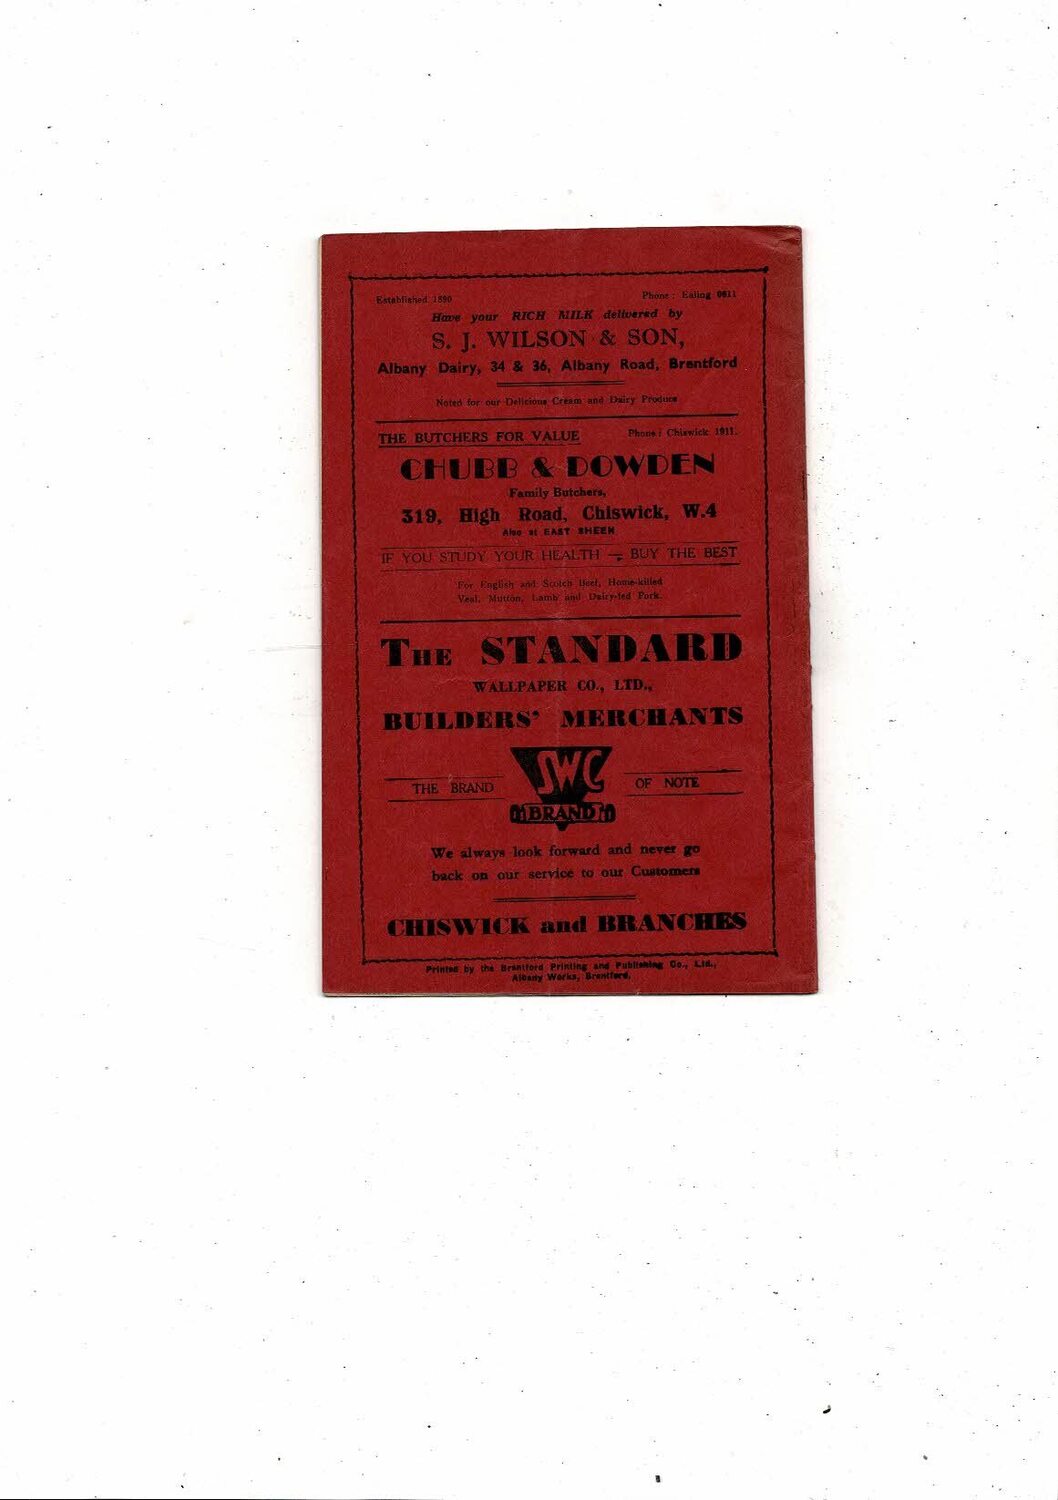 Established 1890 Phone : Ealing 0611
Have your RICH MILK delivered by
S. J. WILSON & SON,
Albany Dairy, 34 & 36, Albany Road, Brentford
Noted for our Delicious Cream and Dairy Produce
THE BUTCHERS FOR VALUE Phone : Chiswick 1911.
CHUBB & DOWDEN
Family Butchers,
319, High Road, Chiswick, W.4
Also at EAST SHEEN
IF YOU STUDY YOUR HEALTH — BUY THE BEST
For English and Scotch Beef, Home-killed
Veal, Mutton, Lamb and Dairy-fed Pork.
THE STANDARD
WALLPAPER CO., LTD.,
BUILDERS' MERCHANTS
SWC
THE BRAND OF NOTE
BRAND
We always look forward and never go
back on our service to our Customers
CHISWICK and BRANCHES
Printed by the Brentford Printing and Publishing Co., Ltd.,
Albany Works, Brentford.